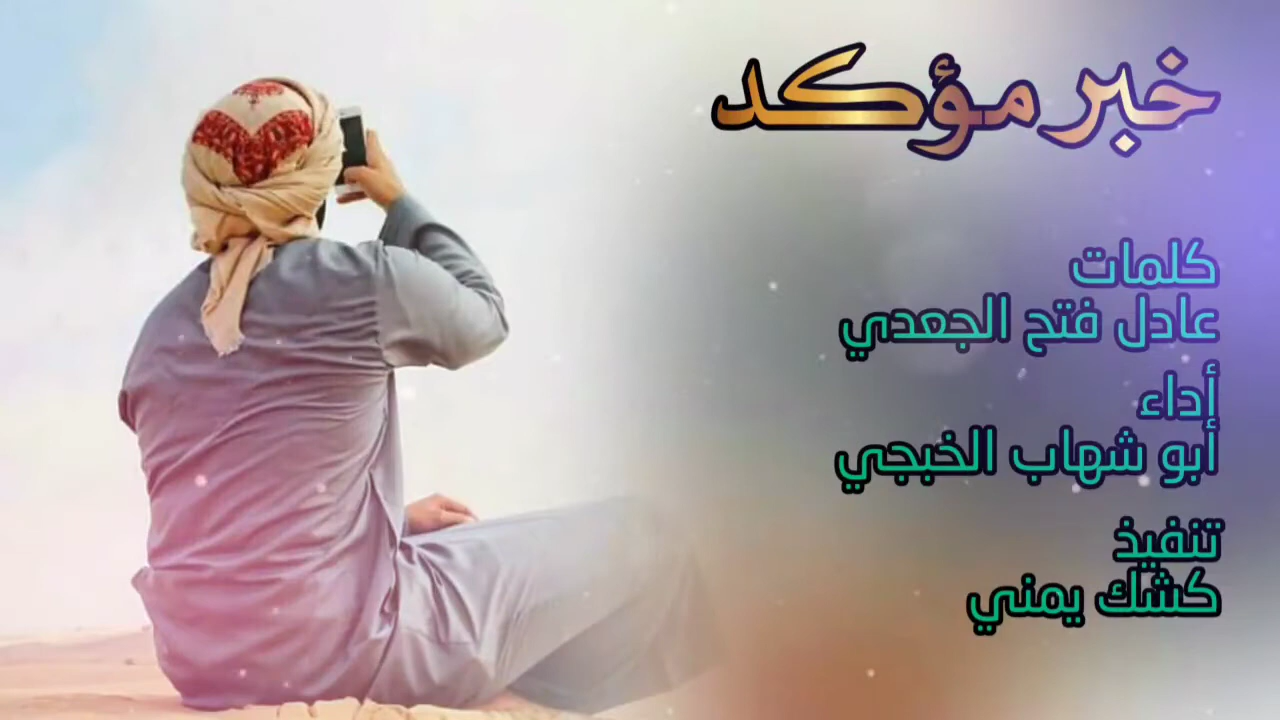 خبر مؤكد
كلمات
عادل فتح الجعدي
أداء
أبو شهاب الخبجي
تنفيذ
كشك يمني